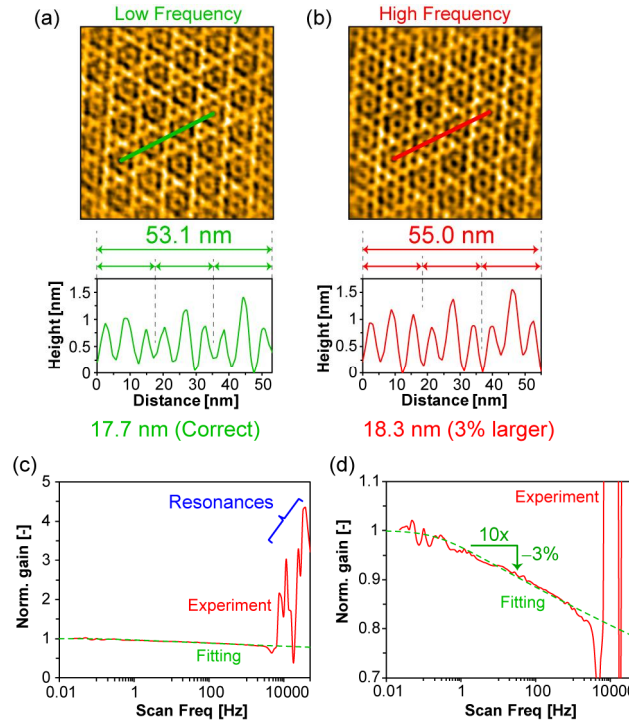 (a) Low Frequency
(b) High Frequency
53.1 nm
55.0 nm
Height [nm]
1.5
1
0.5
0
0 10 20 30 40 50
Distance [nm]
Height [nm]
1.5
1
0.5
0
0 10 20 30 40 50
Distance [nm]
17.7 nm (Correct)
18.3 nm (3% larger)
(c)
Norm. gain [-]
5
4
3
2
1
0
Resonances
Experiment
Fitting
0.01 1 100 10000
Scan Freq [Hz]
(d)
Norm. gain [-]
1.1
1
0.9
0.8
0.7
Experiment
10x
–3%
Fitting
0.01 1 100 10000
Scan Freq [Hz]